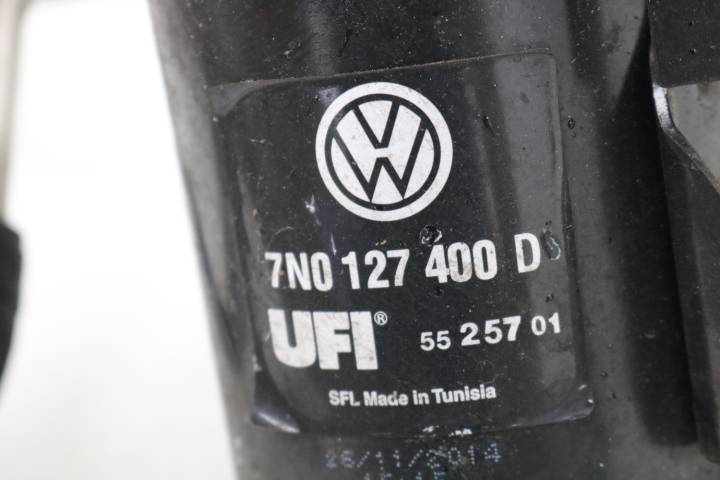 7N0 127 400 D
UFI® 55 257 01
SFL Made in Tunisia
26/11/2014